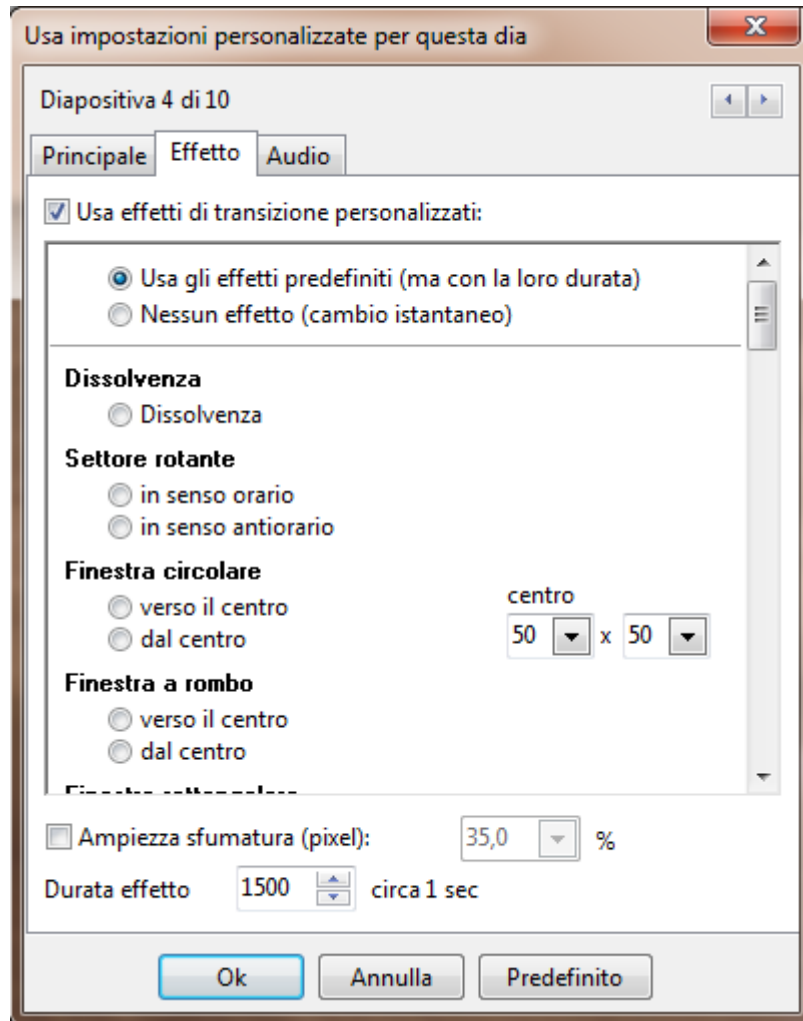 Usa impostazioni personalizzate per questa dia
Diapositiva 4 di 10
Principale Effetto Audio
Usa effetti di transizione personalizzati:
Usa gli effetti predefiniti (ma con la loro durata)
Nessun effetto (cambio istantaneo)
Dissolvenza
Dissolvenza
Settore rotante
in senso orario
in senso antiorario
Finestra circolare
verso il centro
dal centro
centro
50 x 50
Finestra a rombo
verso il centro
dal centro
Ampiezza sfumatura (pixel): 35,0 %
Durata effetto 1500 circa 1 sec
Ok Annulla Predefinito